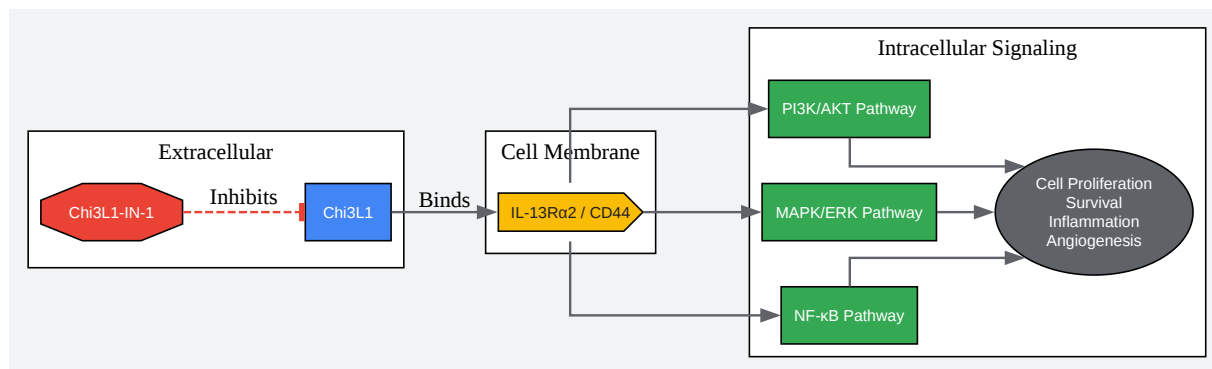 Extracellular
Chi3L1-IN-1
Inhibits
Chi3L1
Binds
Cell Membrane
IL-13Rα2 / CD44
Intracellular Signaling
PI3K/AKT Pathway
MAPK/ERK Pathway
NF-κB Pathway
Cell Proliferation
Survival
Inflammation
Angiogenesis